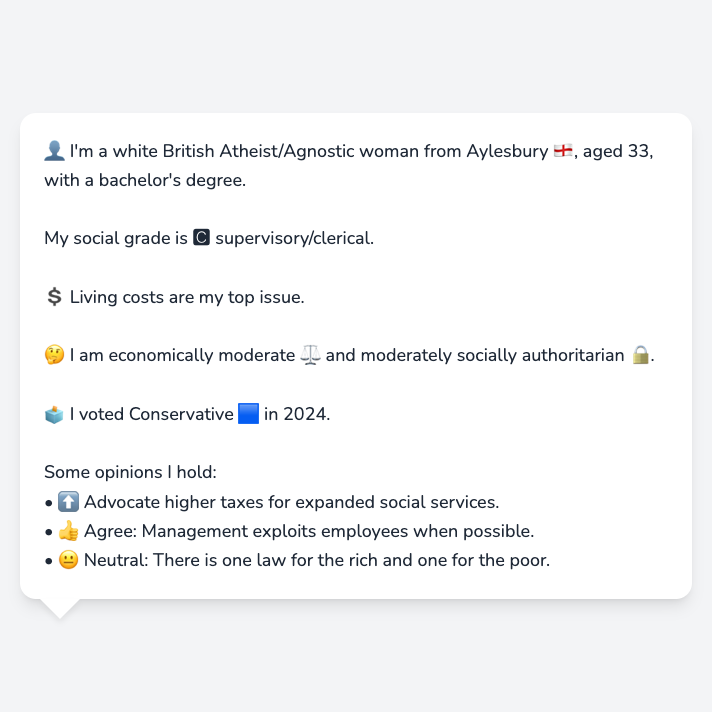 👤 I'm a white British Atheist/Agnostic woman from Aylesbury 🏴󠁧󠁢󠁥󠁮󠁧󠁿, aged 33,
with a bachelor's degree.
My social grade is 🅲 supervisory/clerical.
💲 Living costs are my top issue.
🤔 I am economically moderate ⚖️ and moderately socially authoritarian 🔒.
🗳️ I voted Conservative 🟦 in 2024.
Some opinions I hold:
• ⬆️ Advocate higher taxes for expanded social services.
• 👍 Agree: Management exploits employees when possible.
• 😐 Neutral: There is one law for the rich and one for the poor.